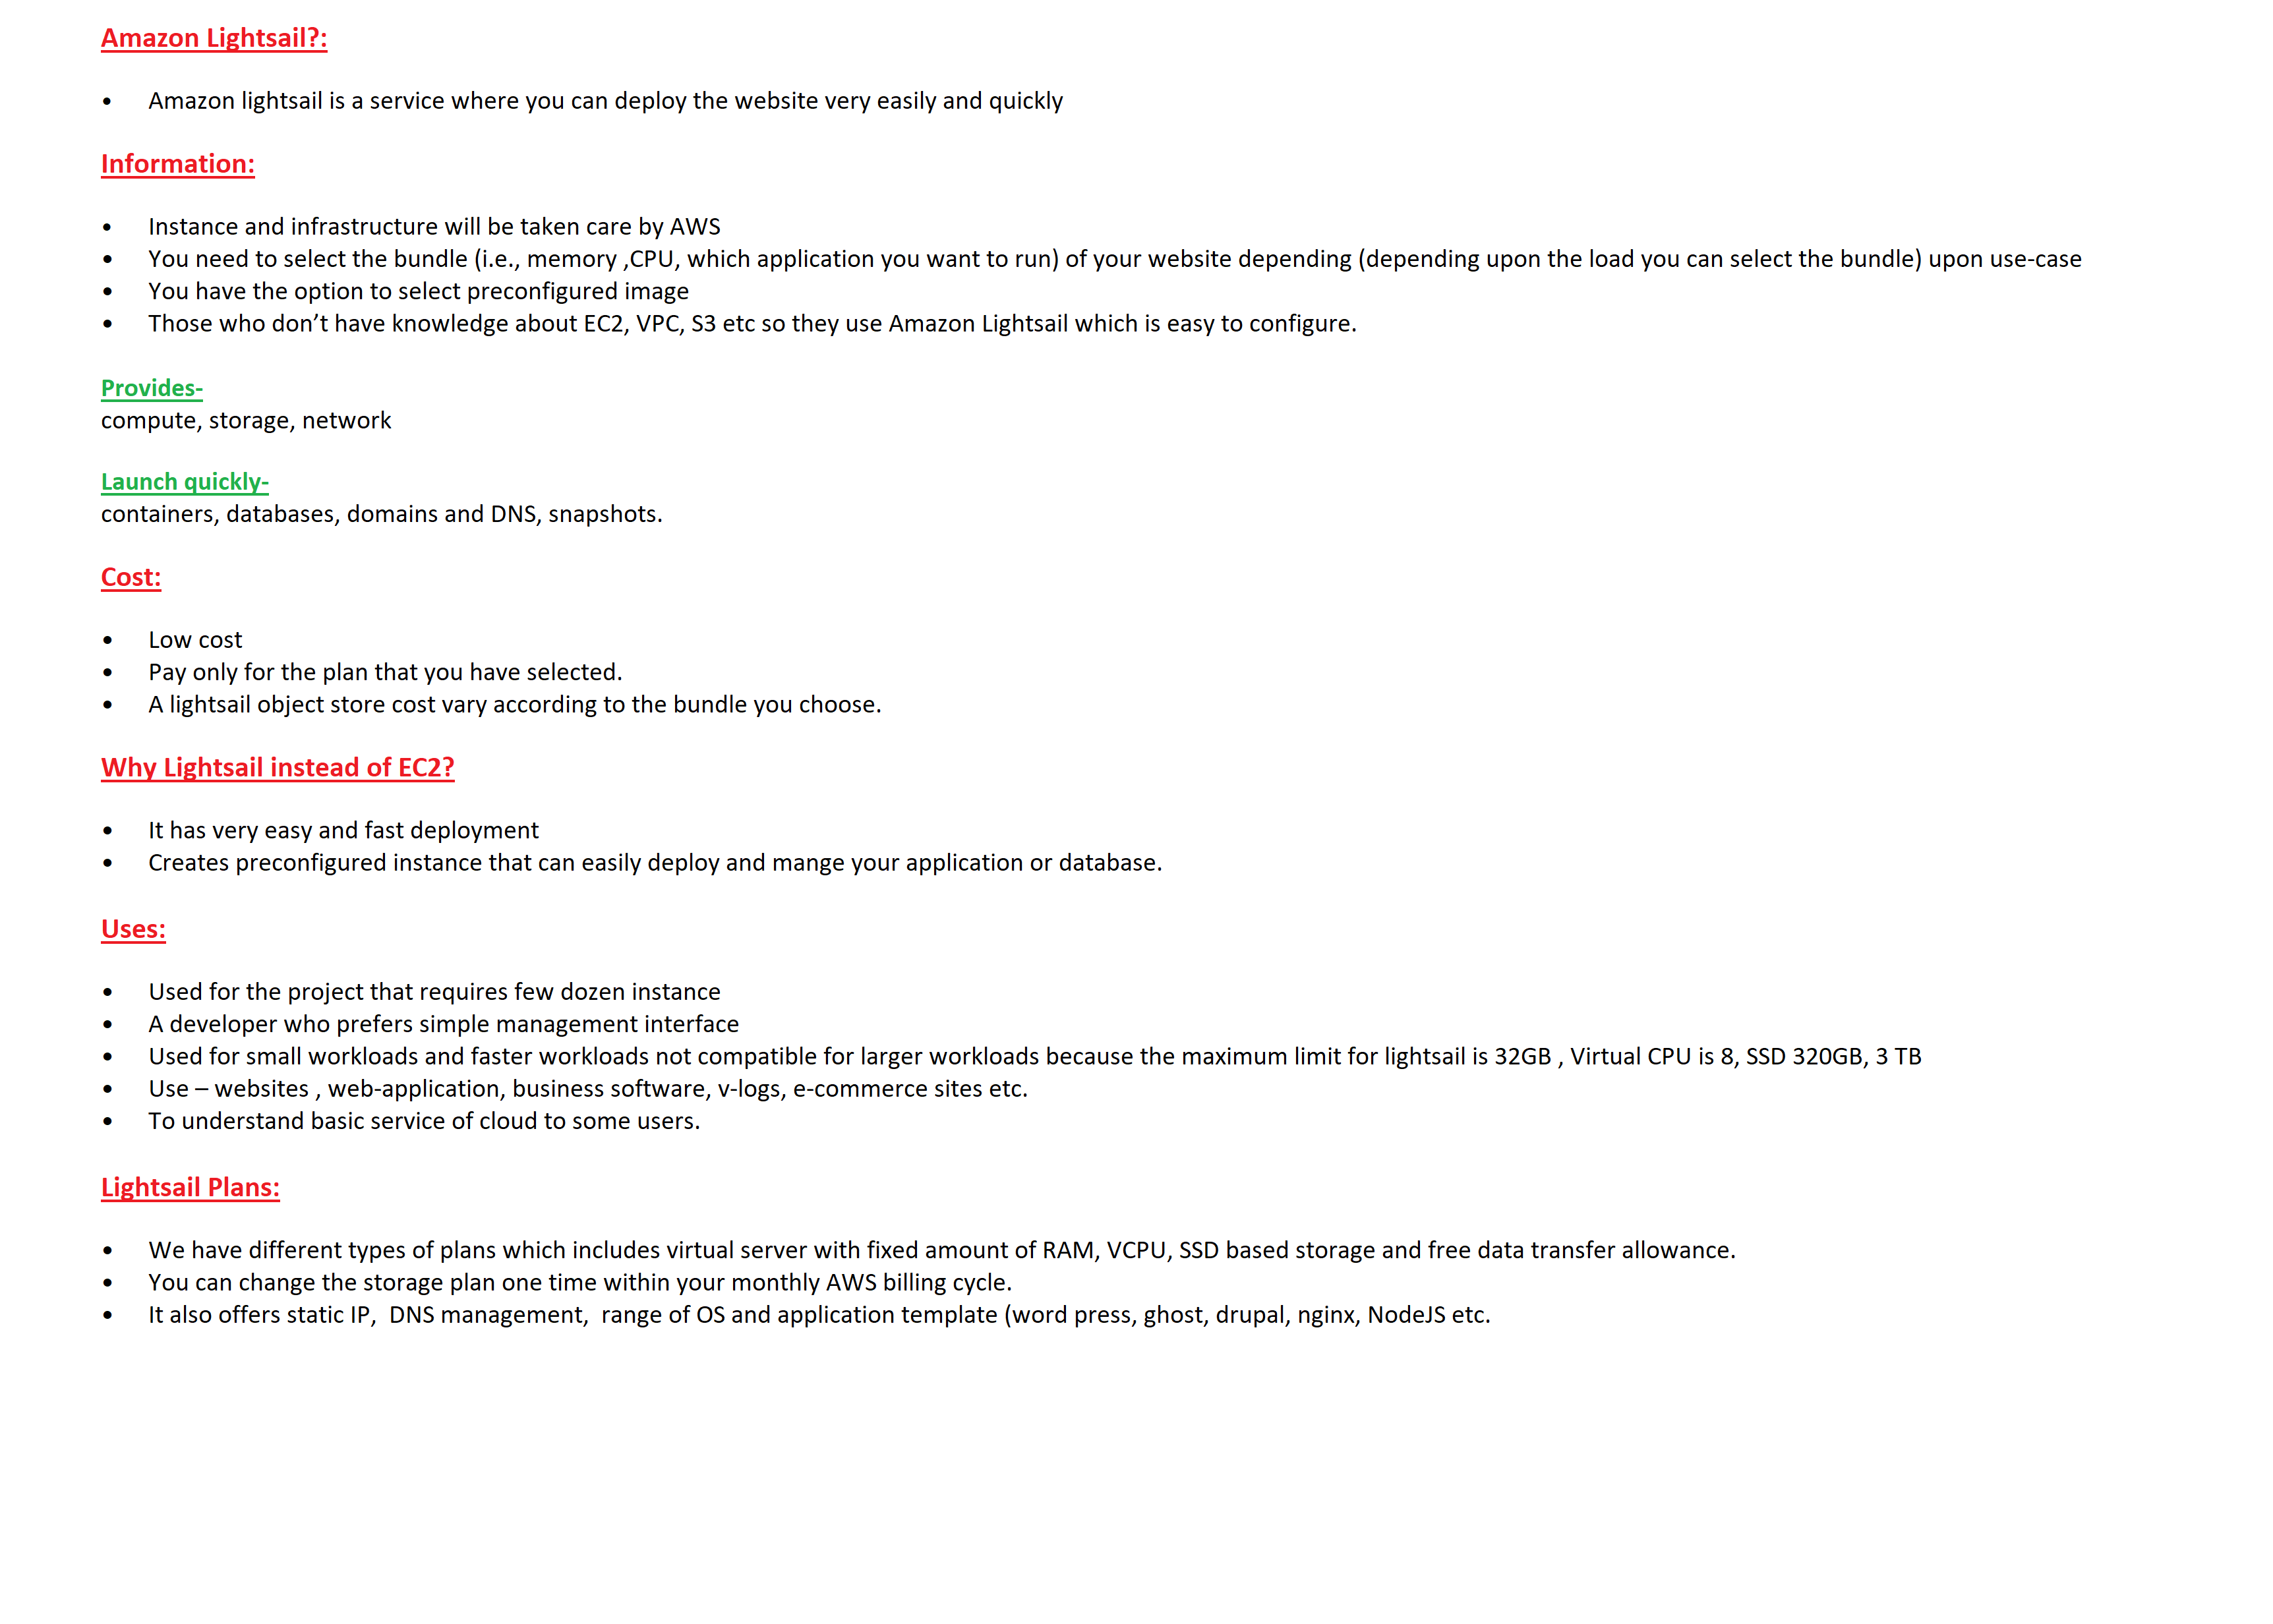 Amazon Lightsail?:
• Amazon lightsail is a service where you can deploy the website very easily and quickly
Information:
• Instance and infrastructure will be taken care by AWS
• You need to select the bundle (i.e., memory ,CPU, which application you want to run) of your website depending (depending upon the load you can select the bundle) upon use-case
• You have the option to select preconfigured image
• Those who don’t have knowledge about EC2, VPC, S3 etc so they use Amazon Lightsail which is easy to configure.
Provides-
compute, storage, network
Launch quickly-
containers, databases, domains and DNS, snapshots.
Cost:
• Low cost
• Pay only for the plan that you have selected.
• A lightsail object store cost vary according to the bundle you choose.
Why Lightsail instead of EC2?
• It has very easy and fast deployment
• Creates preconfigured instance that can easily deploy and mange your application or database.
Uses:
• Used for the project that requires few dozen instance
• A developer who prefers simple management interface
• Used for small workloads and faster workloads not compatible for larger workloads because the maximum limit for lightsail is 32GB , Virtual CPU is 8, SSD 320GB, 3 TB
• Use – websites , web-application, business software, v-logs, e-commerce sites etc.
• To understand basic service of cloud to some users.
Lightsail Plans:
• We have different types of plans which includes virtual server with fixed amount of RAM, VCPU, SSD based storage and free data transfer allowance.
• You can change the storage plan one time within your monthly AWS billing cycle.
• It also offers static IP,  DNS management,  range of OS and application template (word press, ghost, drupal, nginx, NodeJS etc.